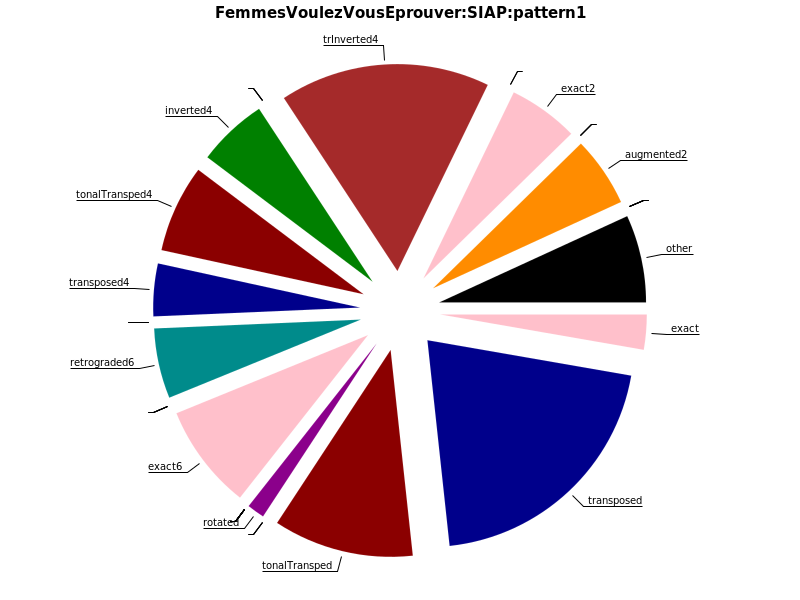 FemmesVoulezVousEprouver:SIAP:pattern1
trInverted4
exact2
inverted4
augmented2
tonalTransped4
other
transposed4
exact
retrograded6
exact6
transposed
rotated
tonalTransped